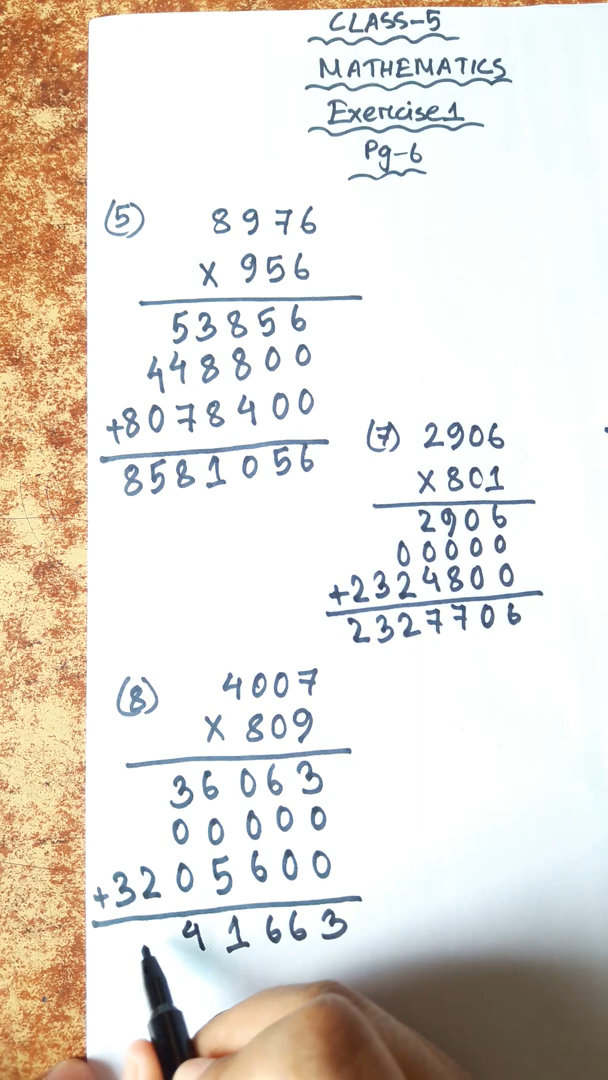 CLASS-5
MATHEMATICS
Exercise 1
Pg-6
(5) 8976
x 956
53856
448800
+8078400
8581056
(7) 2906
x 801
2906
00000
+2324800
2327706
(8) 4007
x 809
36063
00000
+3205600
41663